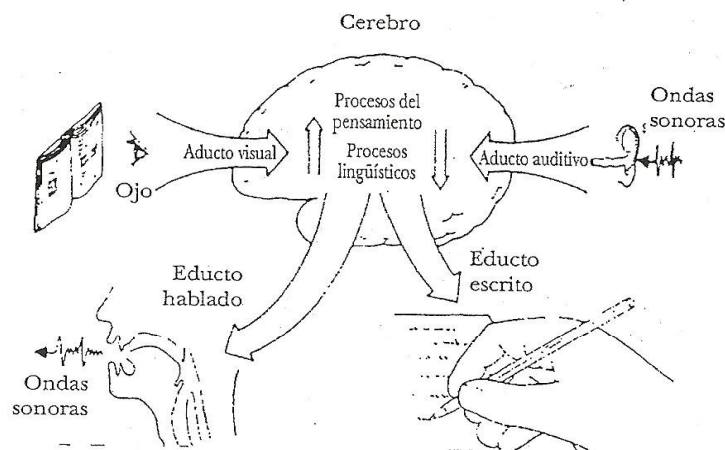 Cerebro
Procesos del
pensamiento
Procesos
lingüísticos
Ondas
sonoras
Aducto visual
Aducto auditivo
Ojo
Educto
hablado
Educto
escrito
Ondas
sonoras